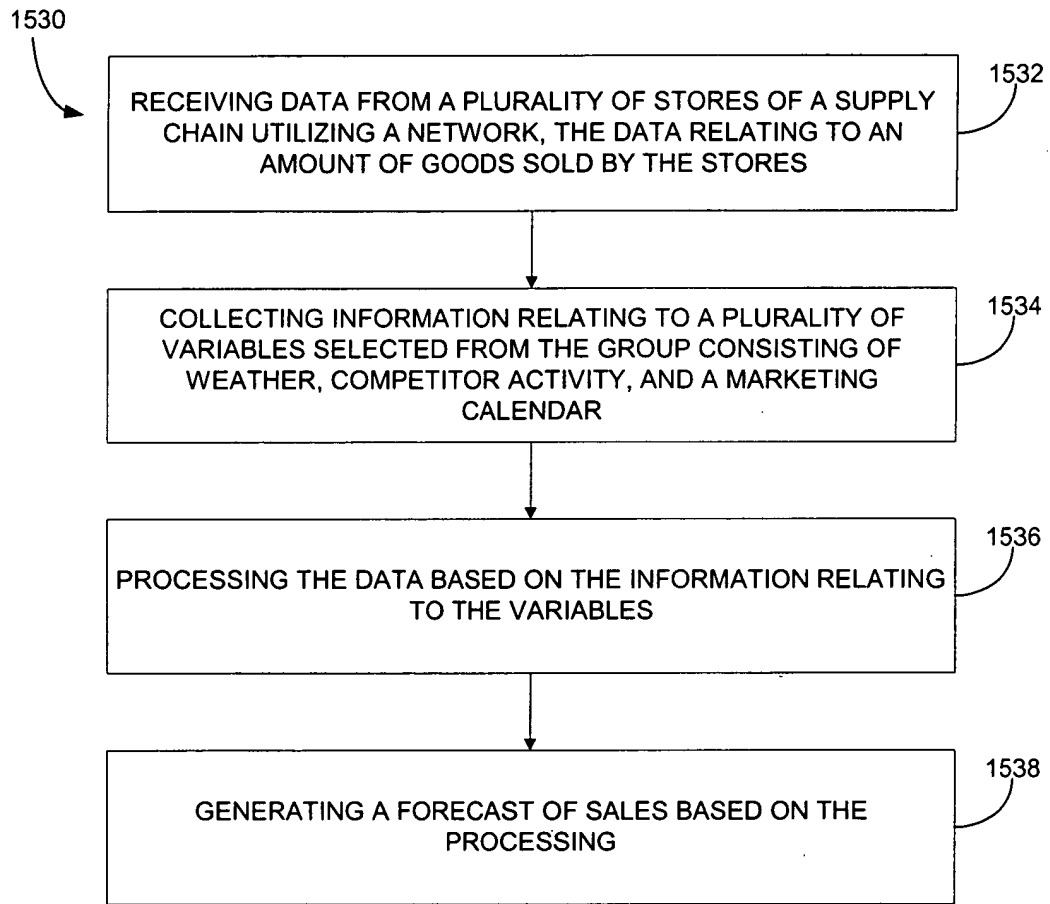 1530
1532
RECEIVING DATA FROM A PLURALITY OF STORES OF A SUPPLY
CHAIN UTILIZING A NETWORK, THE DATA RELATING TO AN
AMOUNT OF GOODS SOLD BY THE STORES
1534
COLLECTING INFORMATION RELATING TO A PLURALITY OF
VARIABLES SELECTED FROM THE GROUP CONSISTING OF
WEATHER, COMPETITOR ACTIVITY, AND A MARKETING
CALENDAR
1536
PROCESSING THE DATA BASED ON THE INFORMATION RELATING
TO THE VARIABLES
1538
GENERATING A FORECAST OF SALES BASED ON THE
PROCESSING